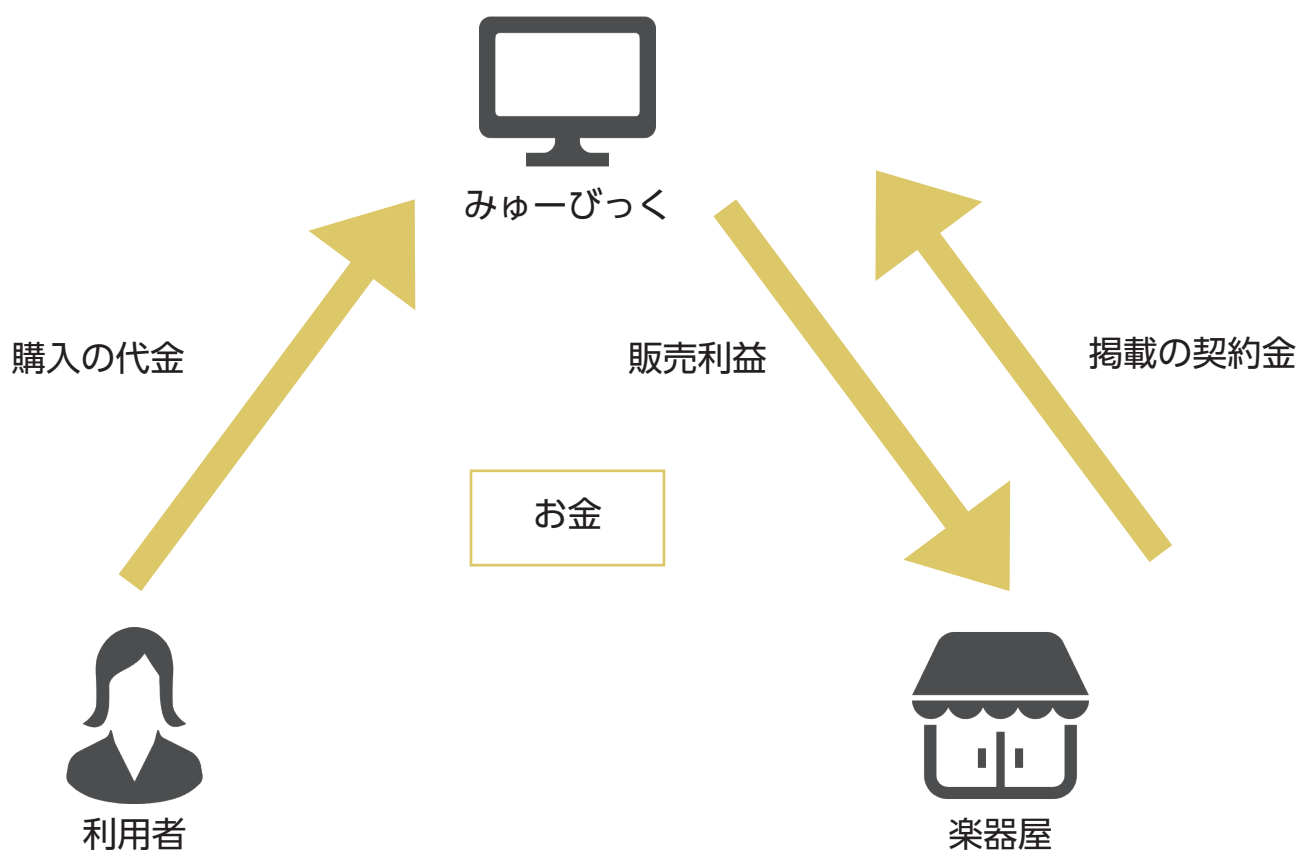 みゅーびっく
購入の代金
販売利益
掲載の契約金
お金
利用者
楽器屋